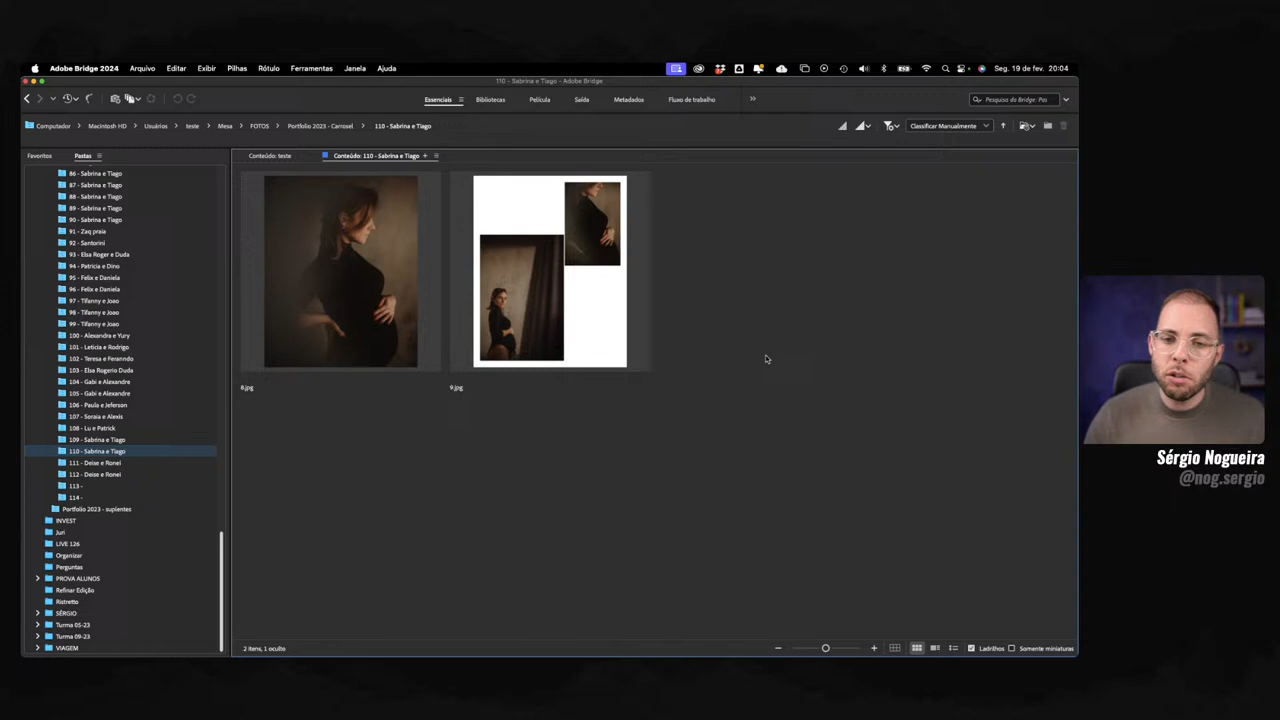 Adobe Bridge 2024 Arquivo Editar Exibir Pilhas Rótulo Ferramentas Janela Ajuda Seg. 19 de fev. 20:04
110 - Sabrina e Tiago - Adobe Bridge
Essenciais Bibliotecas Película Saída Metadados Fluxo de trabalho Pesquisa do Bridge: Pas
Computador Macintosh HD Usuários teste Mesa FOTOS Portfolio 2023 - Carrosel 110 - Sabrina e Tiago Classificar Manualmente
Favoritos Pastas Conteúdo: teste Conteúdo: 110 - Sabrina e Tiago
86 - Sabrina e Tiago
87 - Sabrina e Tiago
88 - Sabrina e Tiago
89 - Sabrina e Tiago
90 - Sabrina e Tiago
91 - Zaq praia
92 - Santorini
93 - Elsa Roger e Duda
94 - Patricia e Dino
95 - Felix e Daniela
96 - Felix e Daniela
97 - Tifanny e Joao
98 - Tifanny e Joao
99 - Tifanny e Joao
100 - Alexandra e Yury
101 - Leticia e Rodrigo
102 - Teresa e Feranndo
103 - Elsa Rogerio Duda
104 - Gabi e Alexandre
105 - Gabi e Alexandre
106 - Paula e Jeferson
107 - Seraia e Alexis
108 - Lu e Patrick
109 - Sabrina e Tiago
110 - Sabrina e Tiago
111 - Deise e Ronei
112 - Deise e Ronei
113 -
114 -
Portfolio 2023 - suplentes
INVEST
Juri
LIVE 126
Organizar
Perguntas
PROVA ALUNOS
Refinar Edição
Ristretto
SÉRGIO
Turma 05-23
Turma 09-23
VIAGEM
8.jpg 9.jpg
2 itens, 1 oculto Ladrilhos Somente miniaturas
Sérgio Nogueira
@nog.sergio